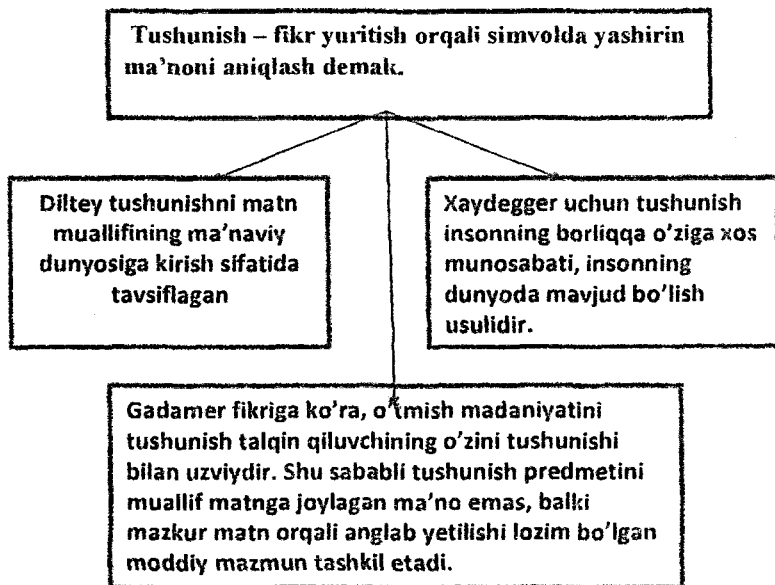 Tushunish – fikr yuritish orqali simvolda yashirin
ma'noni aniqlash demak.
Diltey tushunishni matn
muallifining ma'naviy
dunyosiga kirish sifatida
tavsiflagan
Xaydegger uchun tushunish
insonning borliqqa o'ziga xos
munosabati, insonning
dunyoda mavjud bo'lish
usulidir.
Gadamer fikriga ko'ra, o'tmish madaniyatini
tushunish talqin qiluvchining o'zini tushunishi
bilan uzviydir. Shu sababli tushunish predmetini
muallif matnga joylagan ma'no emas, balki
mazkur matn orqali anglab yetilishi lozim bo'lgan
moddiy mazmun tashkil etadi.